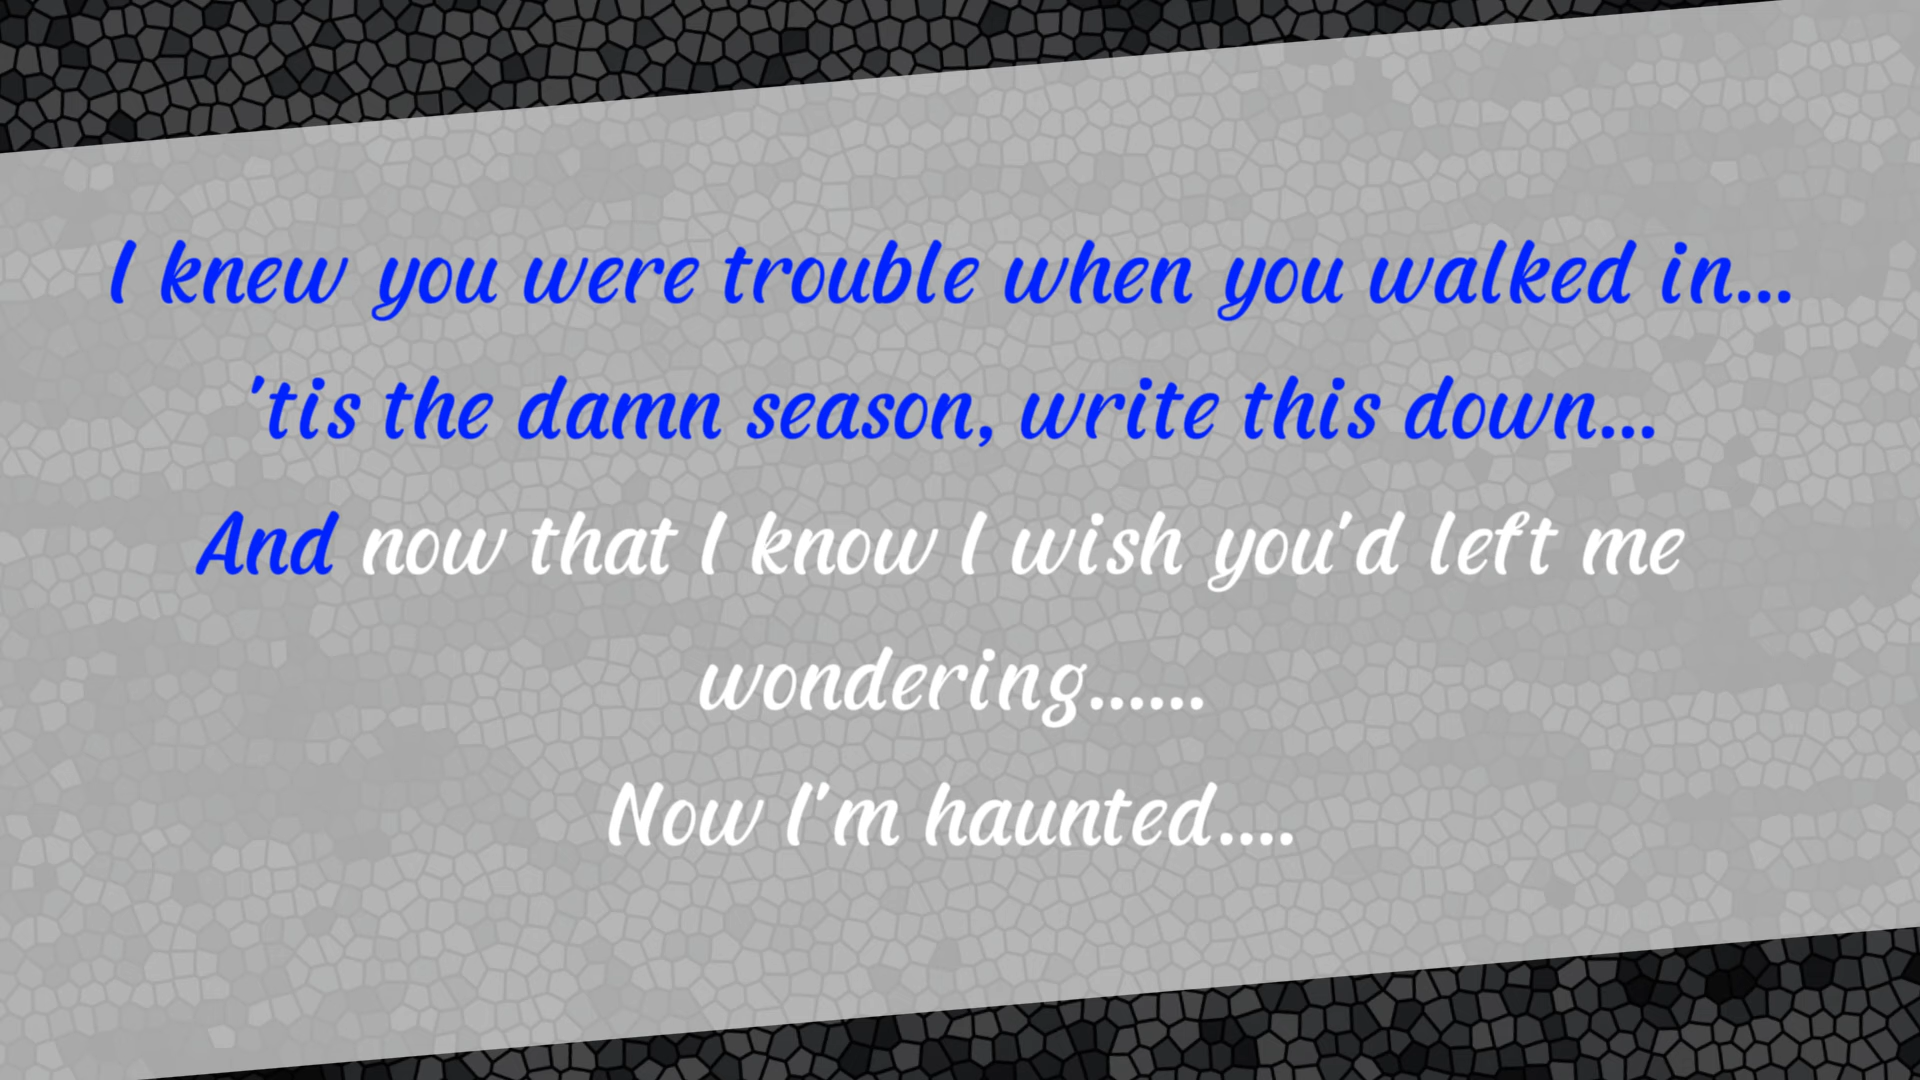 I knew you were trouble when you walked in...
'tis the damn season, write this down...
And now that I know I wish you'd left me
wondering......
Now I'm haunted....